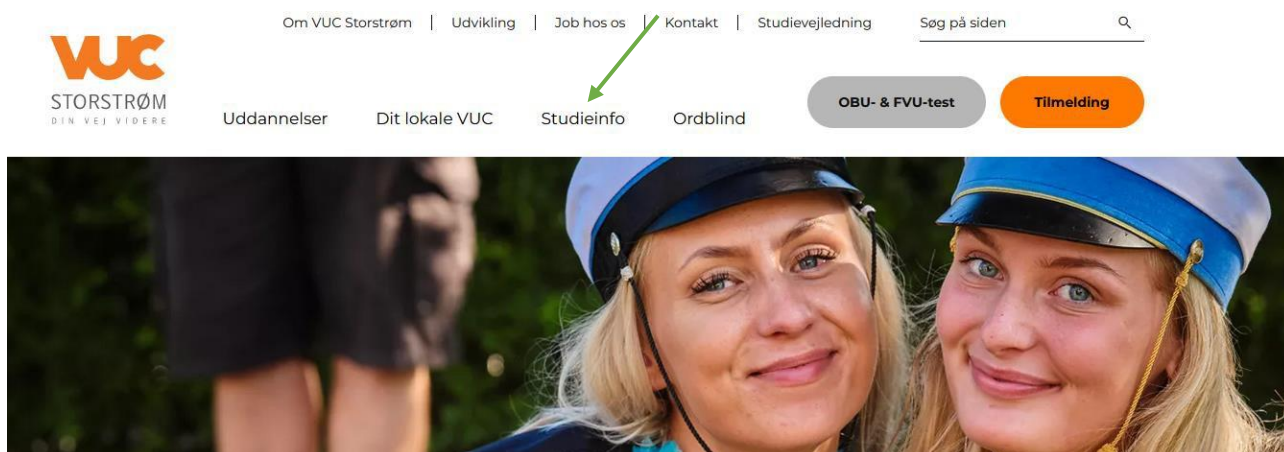 Om VUC Storstrøm | Udvikling | Job hos os | Kontakt | Studievejledning Søg på siden
VUC
STORSTRØM
DIN VEJ VIDERE
Uddannelser Dit lokale VUC Studieinfo Ordblind OBU- & FVU-test Tilmelding